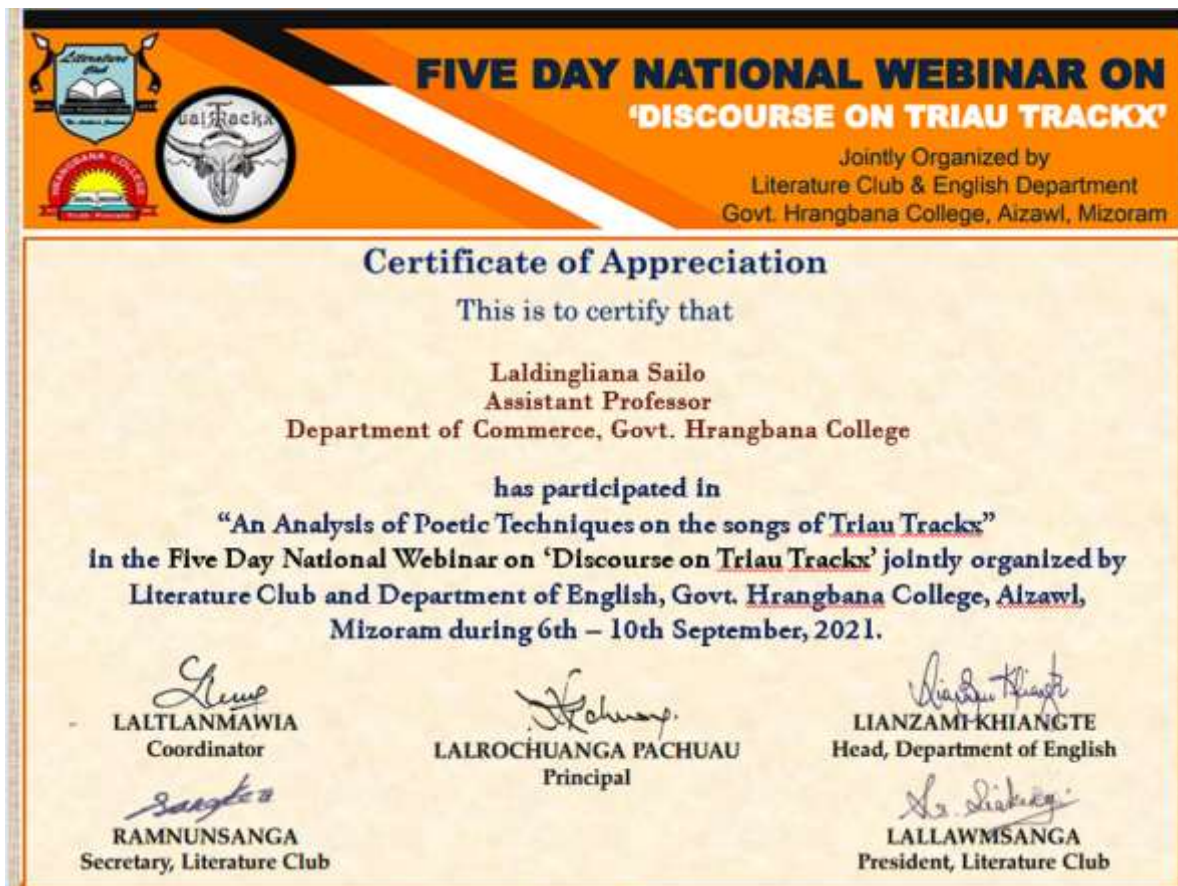 Literature
Club
TualTrackx
HRANGBANA COLLEGE
FIVE DAY NATIONAL WEBINAR ON
‘DISCOURSE ON TRIAU TRACKX’
Jointly Organized by
Literature Club & English Department
Govt. Hrangbana College, Aizawl, Mizoram
Certificate of Appreciation
This is to certify that
Laldingliana Sailo
Assistant Professor
Department of Commerce, Govt. Hrangbana College
has participated in
“An Analysis of Poetic Techniques on the songs of Triau Trackx”
in the Five Day National Webinar on ‘Discourse on Triau Trackx’ jointly organized by
Literature Club and Department of English, Govt. Hrangbana College, Aizawl,
Mizoram during 6th – 10th September, 2021.
LALTLANMAWIA
Coordinator
LALROCHUANGA PACHUAU
Principal
LIANZAMI KHIANGTE
Head, Department of English
RAMNUNSANGA
Secretary, Literature Club
LALLAWMSANGA
President, Literature Club